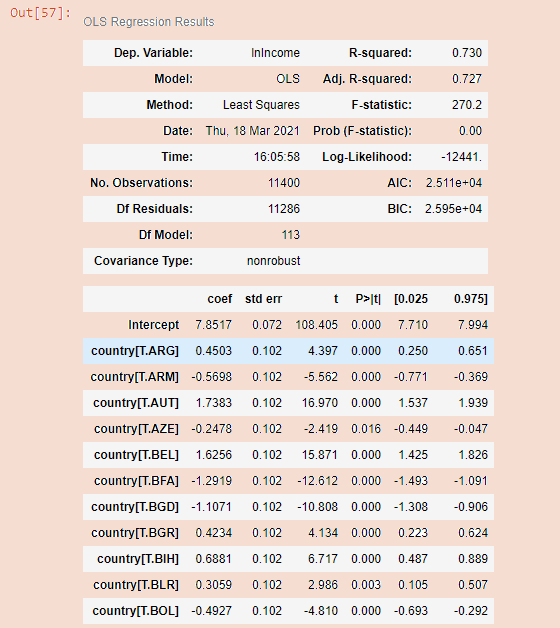 Out[57]: OLS Regression Results
Dep. Variable: lnIncome R-squared: 0.730
Model: OLS Adj. R-squared: 0.727
Method: Least Squares F-statistic: 270.2
Date: Thu, 18 Mar 2021 Prob (F-statistic): 0.00
Time: 16:05:58 Log-Likelihood: -12441.
No. Observations: 11400 AIC: 2.511e+04
Df Residuals: 11286 BIC: 2.595e+04
Df Model: 113
Covariance Type: nonrobust
coef std err t P>|t| [0.025 0.975]
Intercept 7.8517 0.072 108.405 0.000 7.710 7.994
country[T.ARG] 0.4503 0.102 4.397 0.000 0.250 0.651
country[T.ARM] -0.5698 0.102 -5.562 0.000 -0.771 -0.369
country[T.AUT] 1.7383 0.102 16.970 0.000 1.537 1.939
country[T.AZE] -0.2478 0.102 -2.419 0.016 -0.449 -0.047
country[T.BEL] 1.6256 0.102 15.871 0.000 1.425 1.826
country[T.BFA] -1.2919 0.102 -12.612 0.000 -1.493 -1.091
country[T.BGD] -1.1071 0.102 -10.808 0.000 -1.308 -0.906
country[T.BGR] 0.4234 0.102 4.134 0.000 0.223 0.624
country[T.BIH] 0.6881 0.102 6.717 0.000 0.487 0.889
country[T.BLR] 0.3059 0.102 2.986 0.003 0.105 0.507
country[T.BOL] -0.4927 0.102 -4.810 0.000 -0.693 -0.292